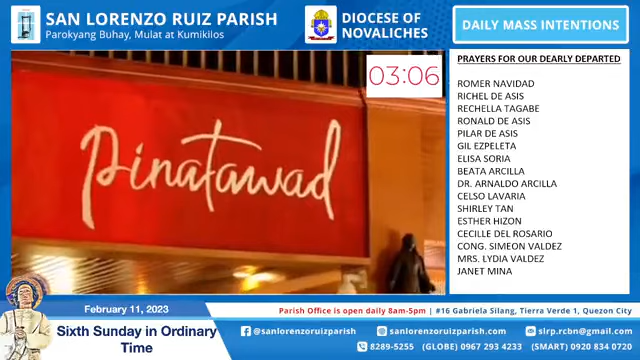 SAN LORENZO RUIZ PARISH
Parokyang Buhay, Mulat at Kumikilos
DIOCESE OF
NOVALICHES
DAILY MASS INTENTIONS
03:06
Pinatawad
PRAYERS FOR OUR DEARLY DEPARTED
ROMER NAVIDAD
RICHEL DE ASIS
RECHELLA TAGABE
RONALD DE ASIS
PILAR DE ASIS
GIL EZPELETA
ELISA SORIA
BEATA ARCILLA
DR. ARNALDO ARCILLA
CELSO LAVARIA
SHIRLEY TAN
ESTHER HIZON
CECILLE DEL ROSARIO
CONG. SIMEON VALDEZ
MRS. LYDIA VALDEZ
JANET MINA
February 11, 2023
Parish Office is open daily 8am-5pm | #16 Gabriela Silang, Tierra Verde 1, Quezon City
Sixth Sunday in Ordinary
Time
@sanlorenzoruizparish sanlorenzoruizparish.com slrp.rcbn@gmail.com
8289-5255 (GLOBE) 0967 293 4233 (SMART) 0920 834 0720